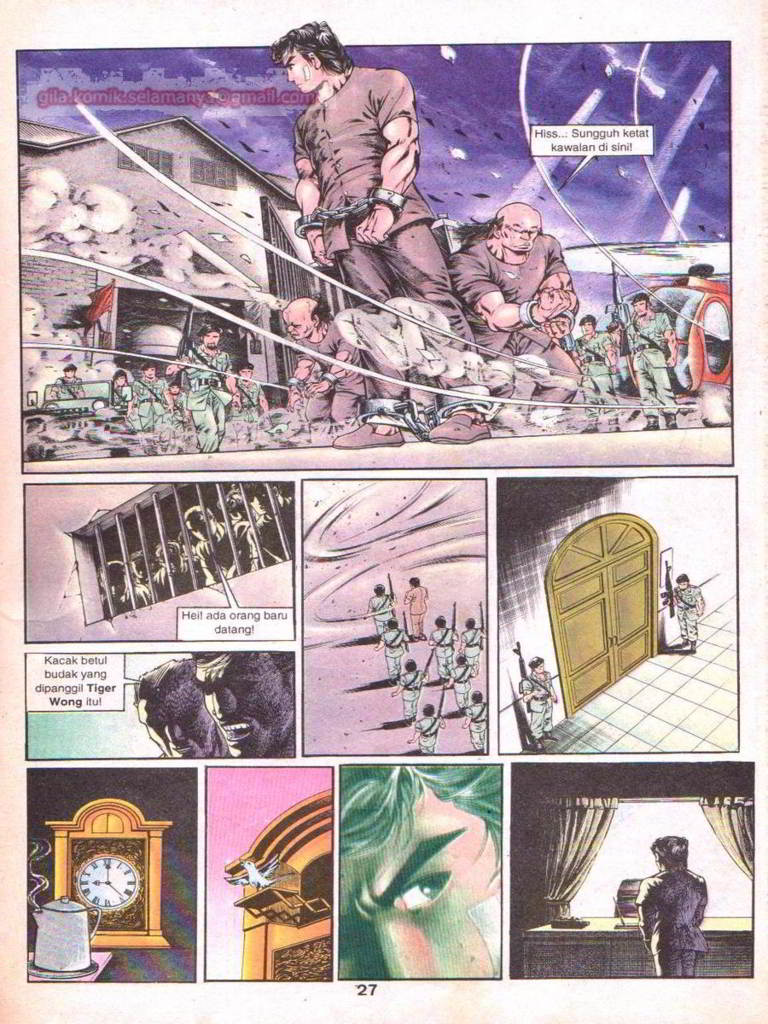 gila.komik.selamanya@gmail.com
Hiss..: Sungguh ketat
kawalan di sini!
Hei! ada orang baru
datang!
Kacak betul
budak yang
dipanggil Tiger
Wong itu!
27